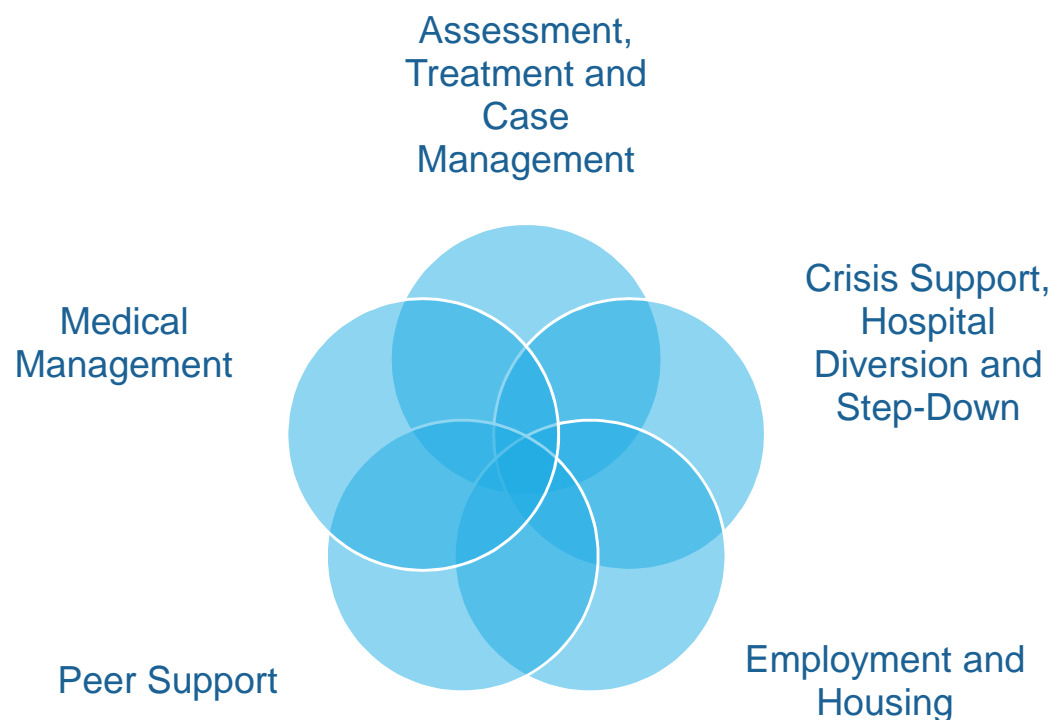 Assessment,
Treatment and
Case
Management
Crisis Support,
Hospital
Diversion and
Step-Down
Medical
Management
Employment and
Housing
Peer Support